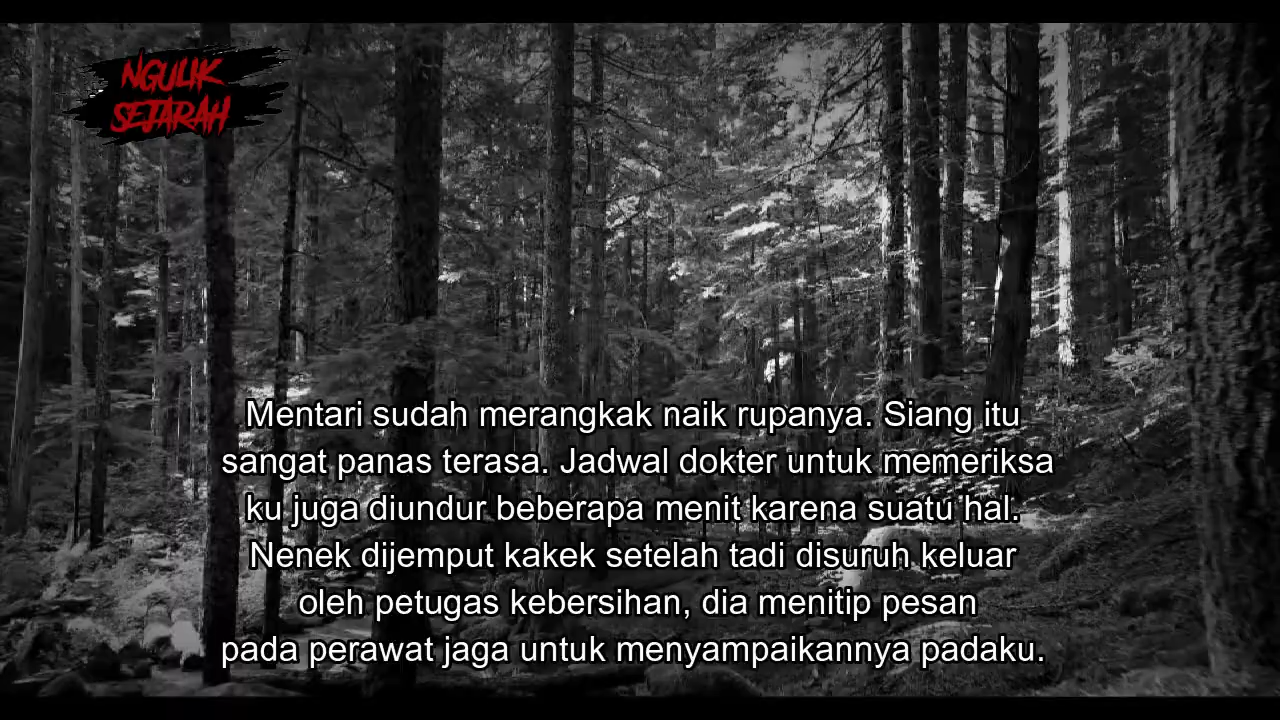 NGULIK
SEJARAH
Mentari sudah merangkak naik rupanya. Siang itu
sangat panas terasa. Jadwal dokter untuk memeriksa
ku juga diundur beberapa menit karena suatu hal.
Nenek dijemput kakek setelah tadi disuruh keluar
oleh petugas kebersihan, dia menitip pesan
pada perawat jaga untuk menyampaikannya padaku.